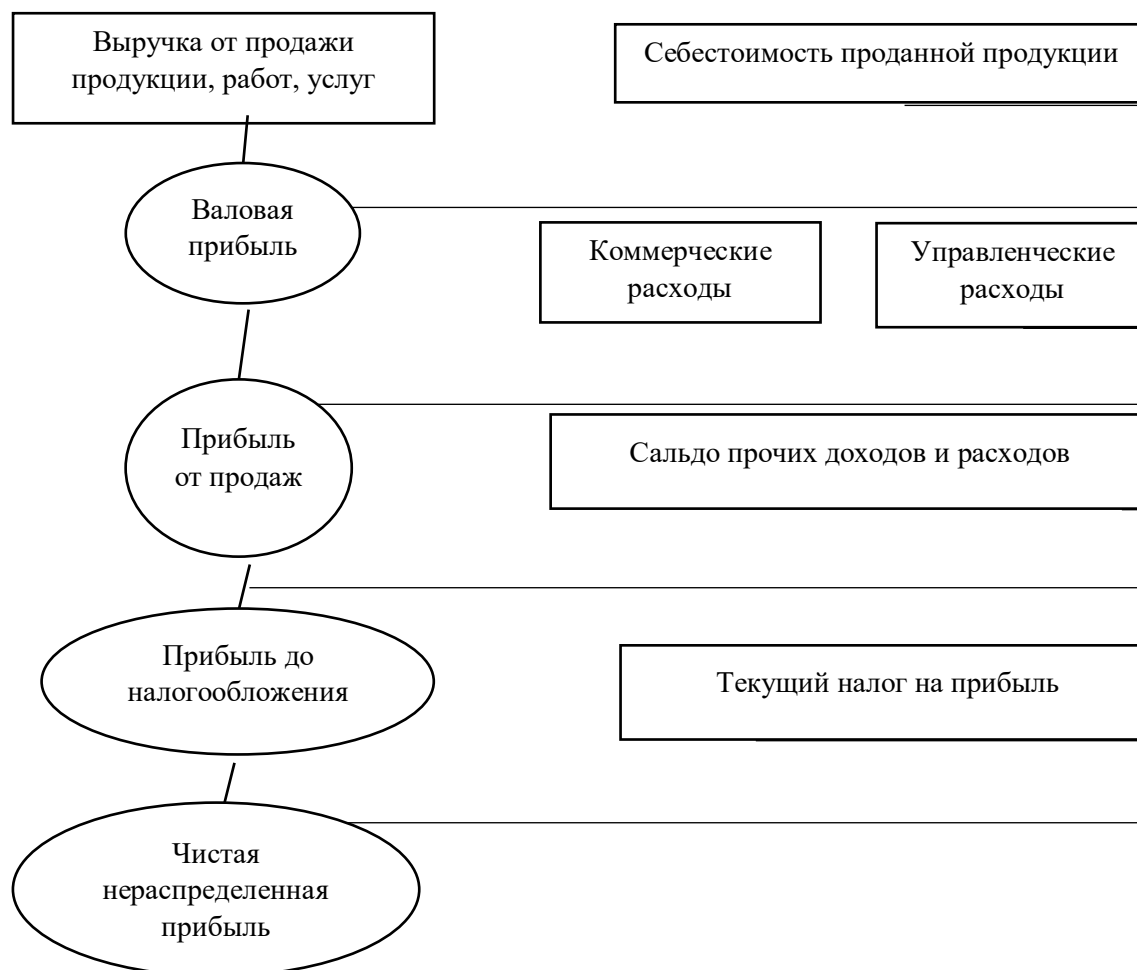 Выручка от продажи
продукции, работ, услуг
Себестоимость проданной продукции
Валовая
прибыль
Коммерческие
расходы
Управленческие
расходы
Прибыль
от продаж
Сальдо прочих доходов и расходов
Прибыль до
налогообложения
Текущий налог на прибыль
Чистая
нераспределенная
прибыль